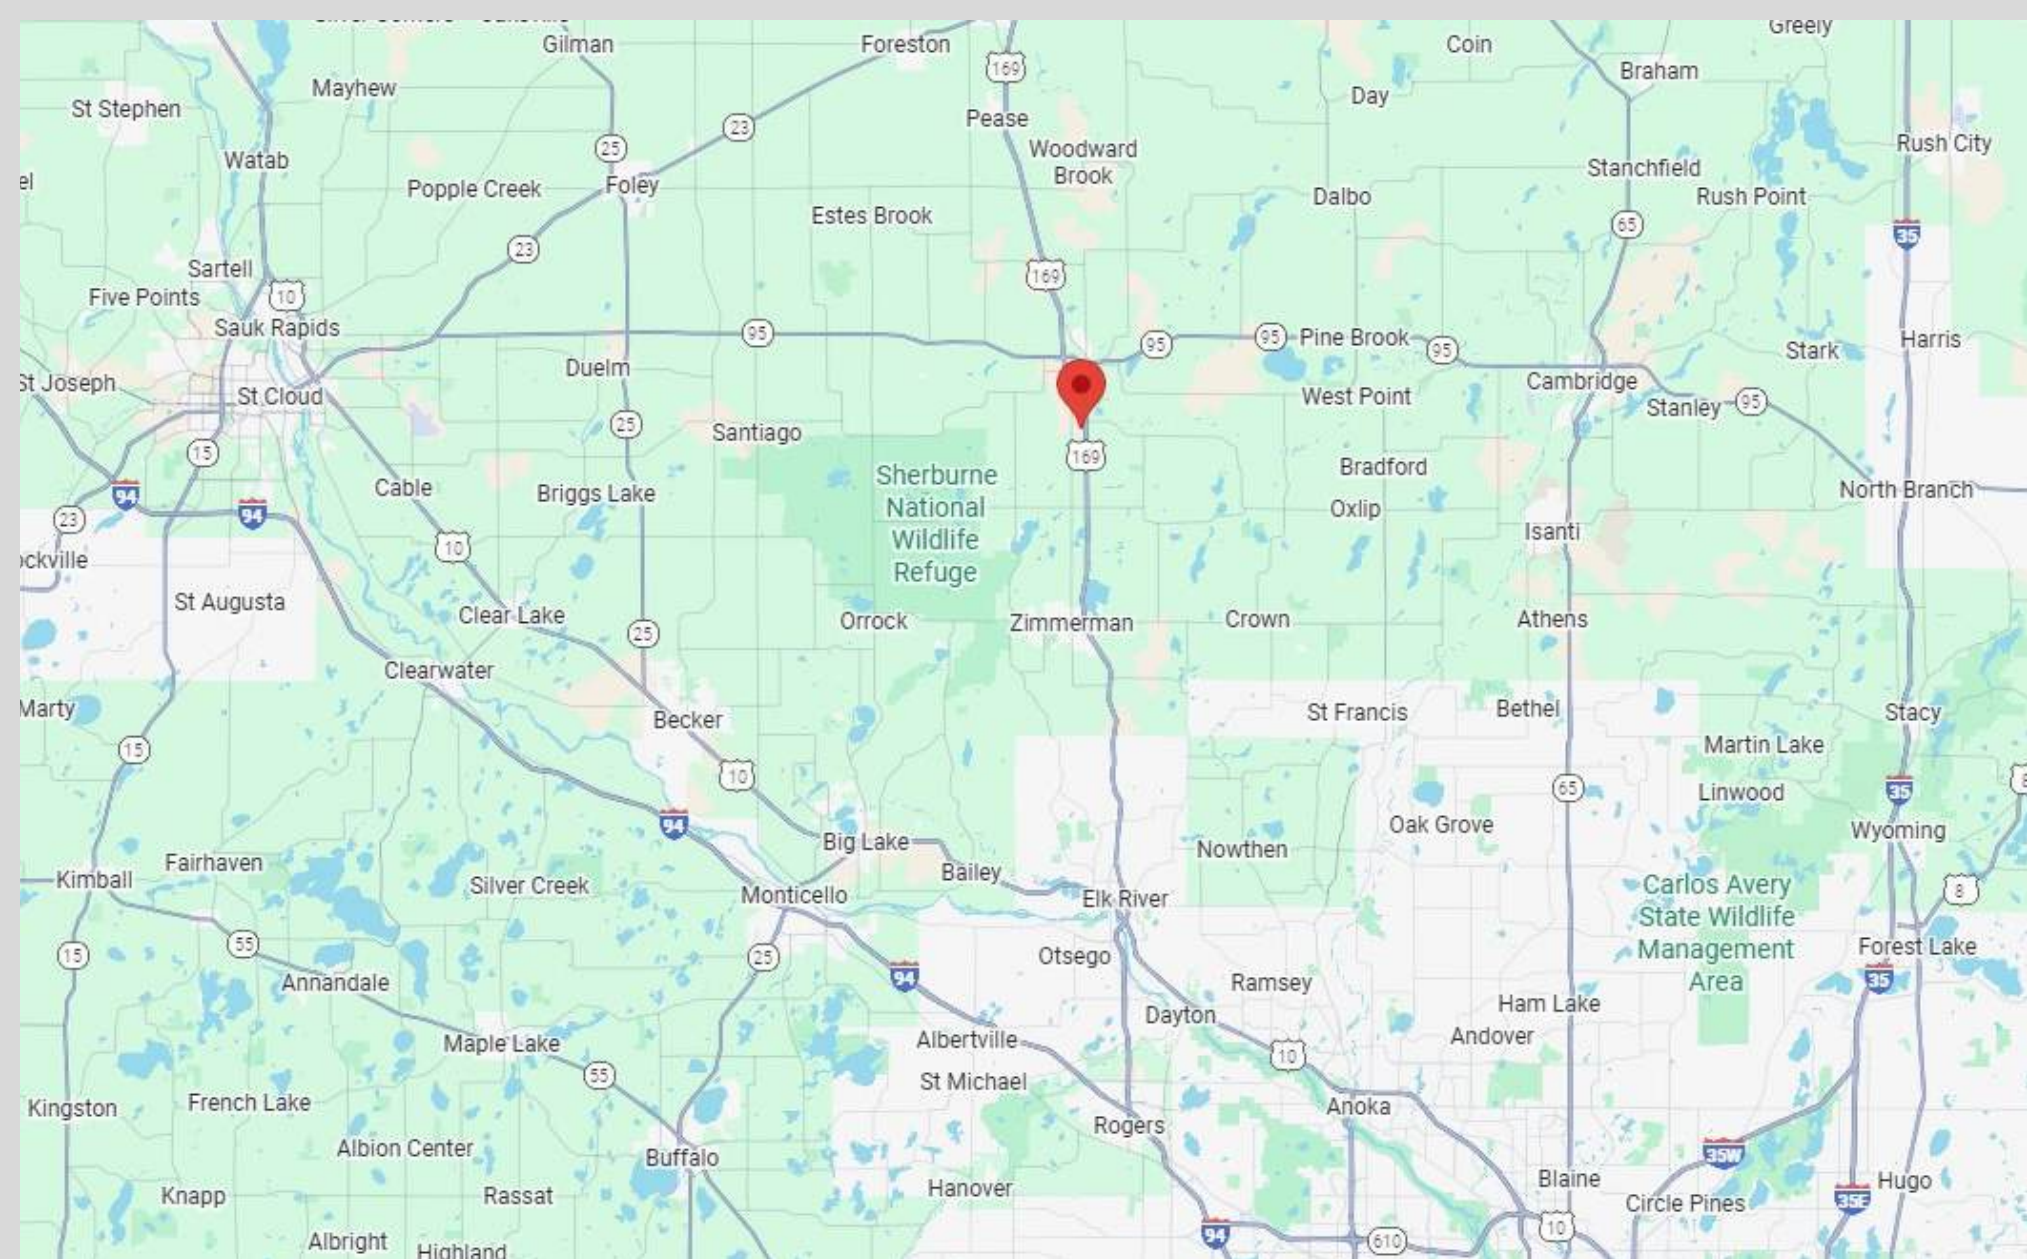 Gilman
Foreston
Coin
Greely
169
Braham
Mayhew
Day
St Stephen
Pease
23
Rush City
25
Woodward
Brook
Watab
Stanchfield
Popple Creek
Foley
Dalbo
Rush Point
Estes Brook
65
35
23
Sartell
169
Five Points
10
Sauk Rapids
95
95
95
Pine Brook
95
Harris
Stark
Duelm
St Joseph
St Cloud
Cambridge
West Point
Stanley
95
25
Santiago
15
169
Bradford
Sherburne
National
Wildlife
Refuge
Cable
Briggs Lake
94
North Branch
94
Oxlip
23
Isanti
10
St Augusta
Clear Lake
Orrock
Zimmerman
Crown
Athens
25
Clearwater
Marty
Becker
St Francis
Bethel
Stacy
15
Martin Lake
10
65
Linwood
35
94
Oak Grove
Wyoming
Big Lake
Nowthen
Fairhaven
Bailey
Kimball
Silver Creek
Monticello
Elk River
Carlos Avery
State Wildlife
Management
Area
8
55
15
25
Otsego
Forest Lake
94
35
Annandale
Ramsey
Ham Lake
Dayton
Andover
Maple Lake
Albertville
10
55
St Michael
Kingston
French Lake
Anoka
Rogers
Albion Center
Buffalo
35W
Blaine
Hugo
Knapp
Rassat
Hanover
Circle Pines
35E
94
10
Albright
610
Highland